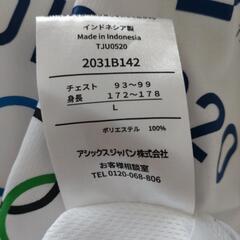 インドネシア製
Made in Indonesia
TJU0520
2031B142
チェスト 93~99
身長 172~178
L
ポリエステル 100%
アシックスジャパン株式会社
お客様相談室
TEL 0120-068-806